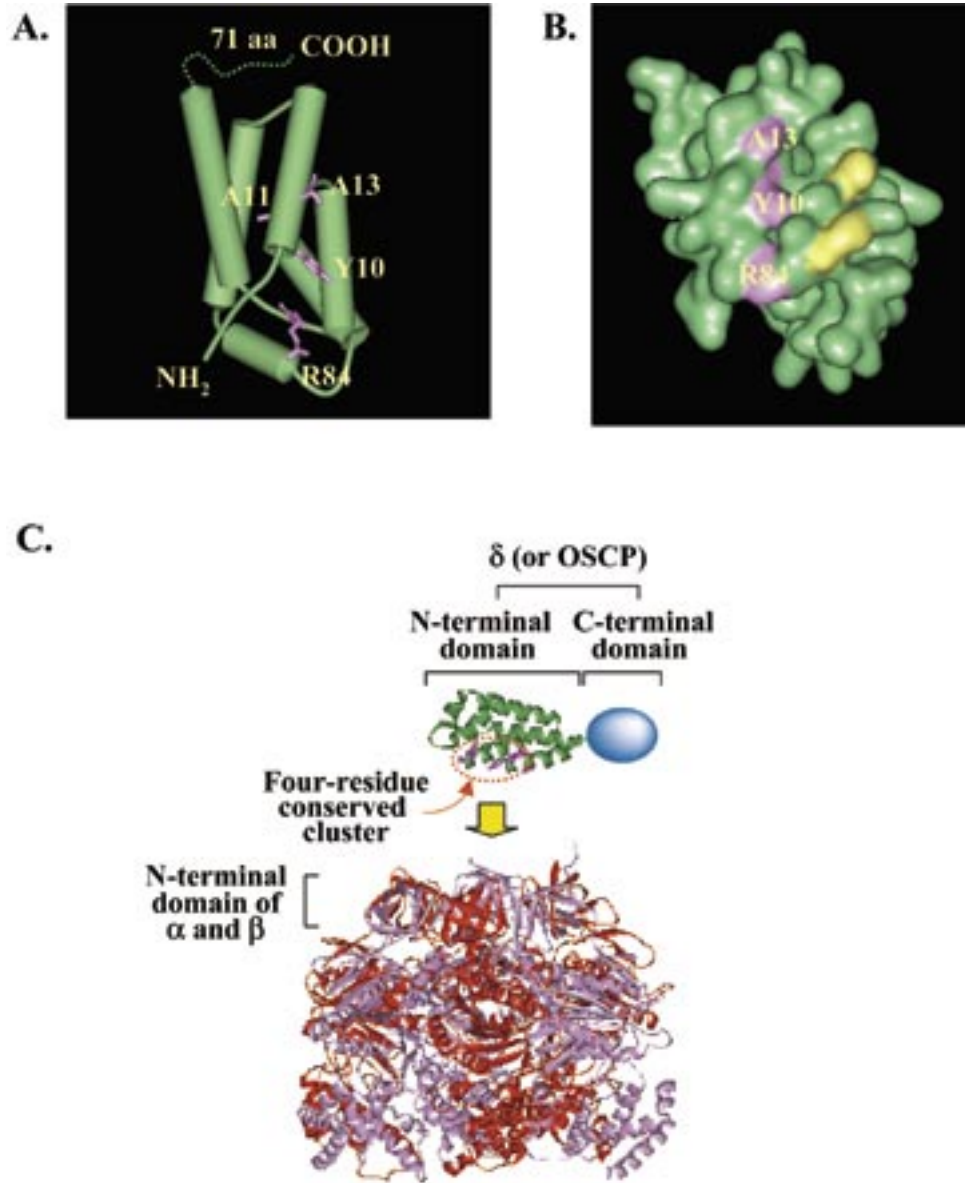 A.
71 aa
COOH
A11
A13
Y10
NH₂
R84
B.
A13
Y10
R84
C.
δ (or OSCP)
N-terminal
domain
C-terminal
domain
Four-residue
conserved
cluster
N-terminal
domain of
α and β